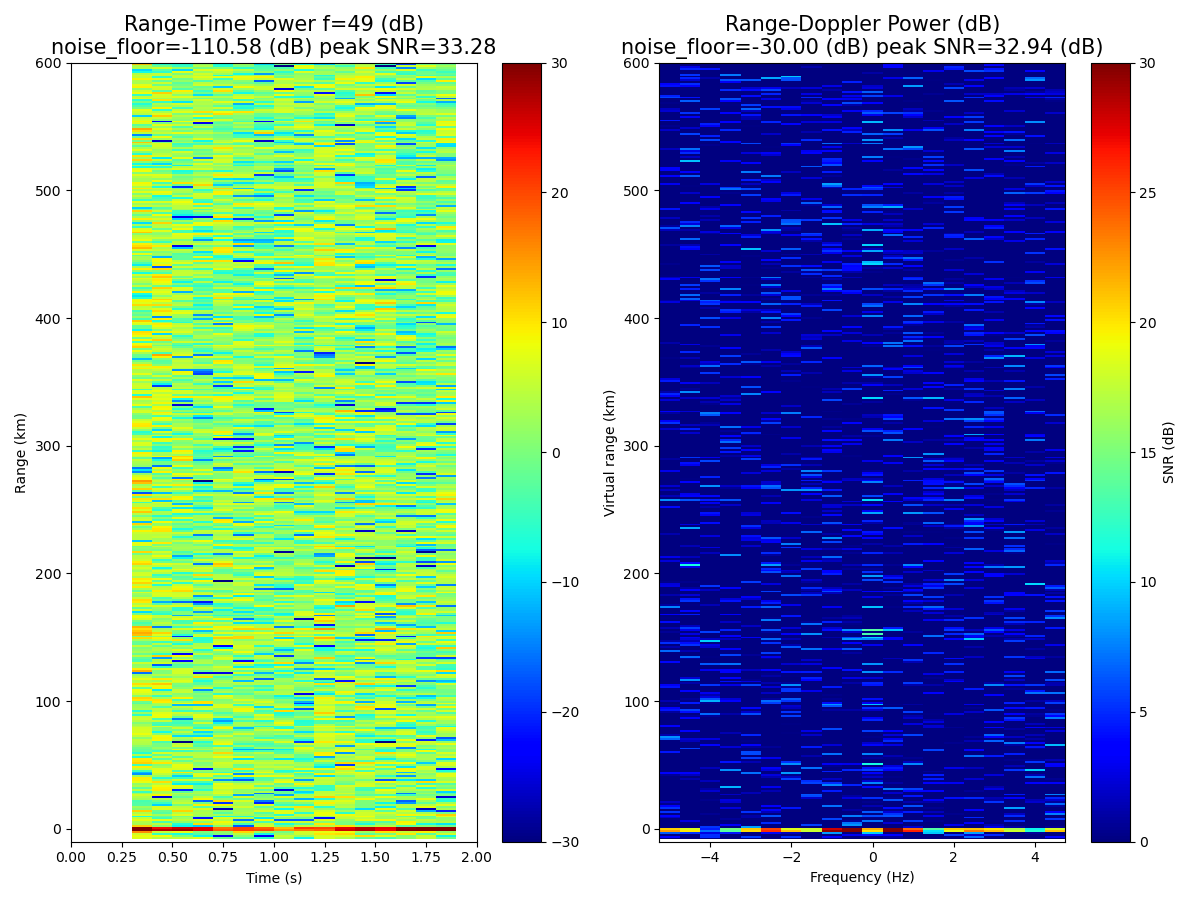 Range-Time Power f=49 (dB)
noise_floor=-110.58 (dB) peak SNR=33.28
Range (km)
600
500
400
300
200
100
0
0.00 0.25 0.50 0.75 1.00 1.25 1.50 1.75 2.00
Time (s)
30
20
10
0
−10
−20
−30
Range-Doppler Power (dB)
noise_floor=-30.00 (dB) peak SNR=32.94 (dB)
Virtual range (km)
600
500
400
300
200
100
0
−4 −2 0 2 4
Frequency (Hz)
30
25
20
15
10
5
0
SNR (dB)